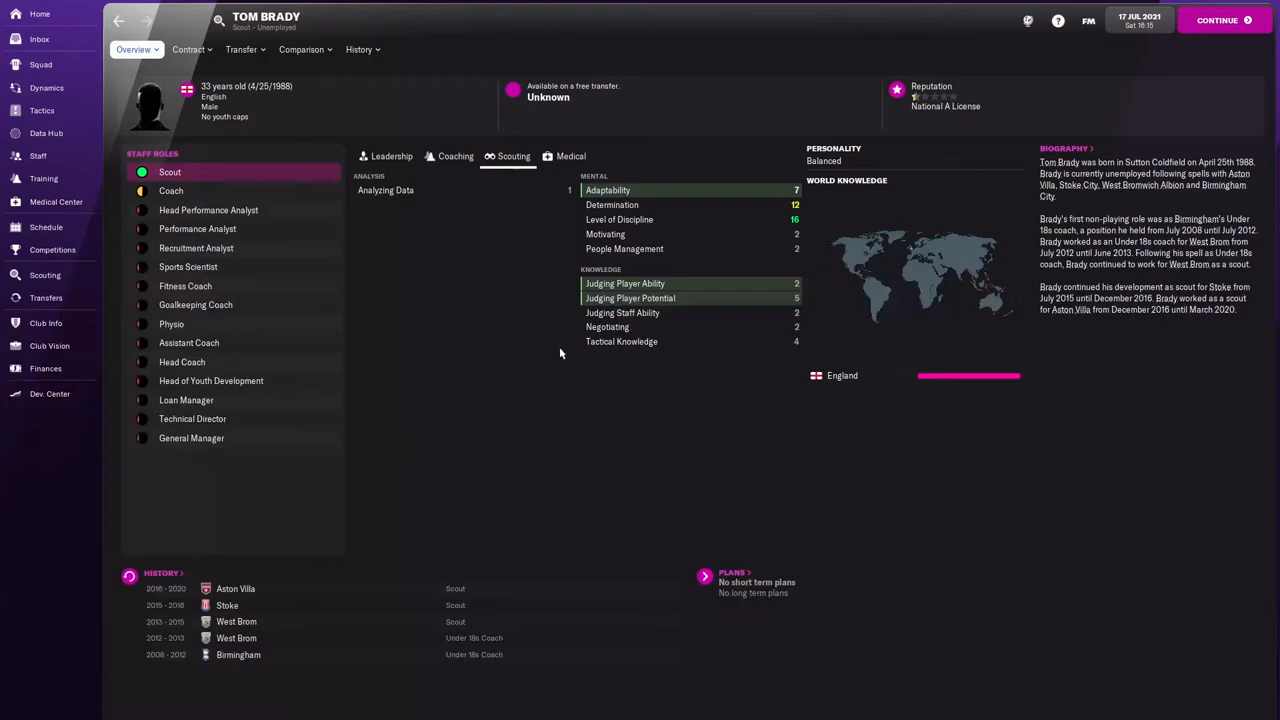 Home
Inbox
Squad
Dynamics
Tactics
Data Hub
Staff
Training
Medical Center
Schedule
Competitions
Scouting
Transfers
Club Info
Club Vision
Finances
Dev. Center
TOM BRADY
Scout - Unemployed
FM
17 JUL 2021
Sat 16:15
CONTINUE
Overview
Contract
Transfer
Comparison
History
33 years old (4/25/1988)
English
Male
No youth caps
Available on a free transfer.
Unknown
Reputation
National A License
STAFF ROLES
Scout
Coach
Head Performance Analyst
Performance Analyst
Recruitment Analyst
Sports Scientist
Fitness Coach
Goalkeeping Coach
Physio
Assistant Coach
Head Coach
Head of Youth Development
Loan Manager
Technical Director
General Manager
Leadership
Coaching
Scouting
Medical
ANALYSIS
Analyzing Data 1
MENTAL
Adaptability 7
Determination 12
Level of Discipline 16
Motivating 2
People Management 2
KNOWLEDGE
Judging Player Ability 2
Judging Player Potential 5
Judging Staff Ability 2
Negotiating 2
Tactical Knowledge 4
PERSONALITY
Balanced
WORLD KNOWLEDGE
England
BIOGRAPHY >
Tom Brady was born in Sutton Coldfield on April 25th 1988.
Brady is currently unemployed following spells with Aston
Villa, Stoke City, West Bromwich Albion and Birmingham
City.
Brady's first non-playing role was as Birmingham's Under
18s coach, a position he held from July 2008 until July 2012.
Brady worked as an Under 18s coach for West Brom from
July 2012 until June 2013. Following his spell as Under 18s
coach, Brady continued to work for West Brom as a scout.
Brady continued his development as scout for Stoke from
July 2015 until December 2016. Brady worked as a scout
for Aston Villa from December 2016 until March 2020.
HISTORY >
2016 - 2020 Aston Villa Scout
2015 - 2016 Stoke Scout
2013 - 2015 West Brom Scout
2012 - 2013 West Brom Under 18s Coach
2008 - 2012 Birmingham Under 18s Coach
PLANS >
No short term plans
No long term plans